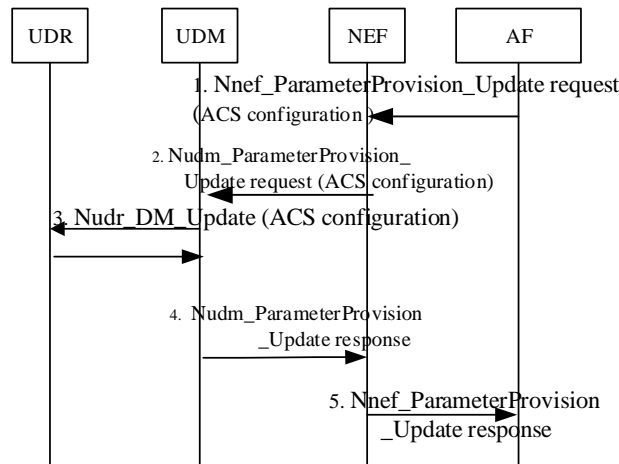 UDR
UDM
NEF
AF
1. Nnef_ParameterProvision_Update request
(ACS configuration )
2. Nudm_ParameterProvision_
Update request (ACS configuration)
3. Nudr_DM_Update (ACS configuration)
4. Nudm_ParameterProvision
_Update response
5. Nnef_ParameterProvision
_Update response